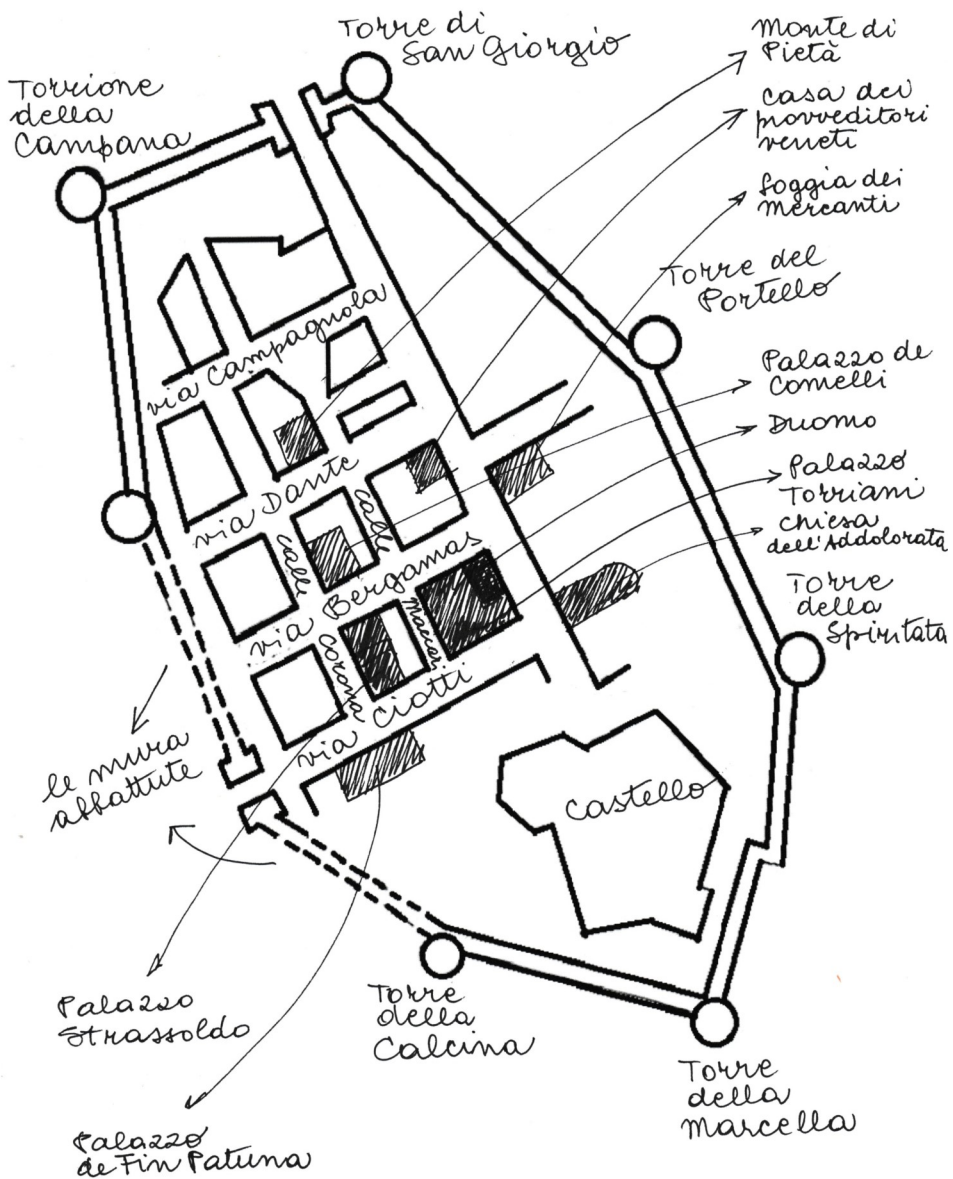 Torre di
San Giorgio
Monte di
Pietà
Torrione
della
Campana
casa dei
provveditori
veneti
Loggia dei
mercanti
Torre del
Portello
via Campagnola
Palazzo de
Comelli
Duomo
via Dante
calle
calle
Palazzo
Torriani
chiesa
dell'Addolorata
via Bergamas
Torre
della
Spiritata
corona
Maccari
via Ciotti
le mura
abbattute
Castello
Palazzo
Strassoldo
Torre
della
Calcina
Torre
della
Marcella
Palazzo
de Fin Patuna